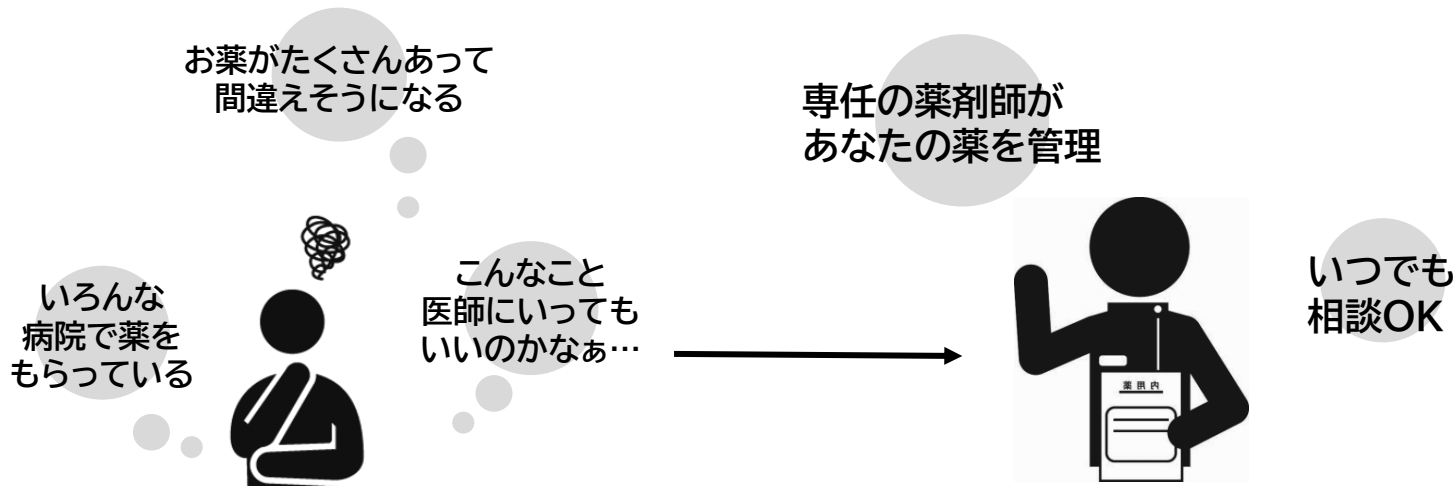 お薬がたくさんあって
間違えそうになる
いろんな
病院で薬を
もらっている
こんなこと
医師にいっても
いいのかなぁ…
専任の薬剤師が
あなたの薬を管理
内用薬
いつでも
相談OK